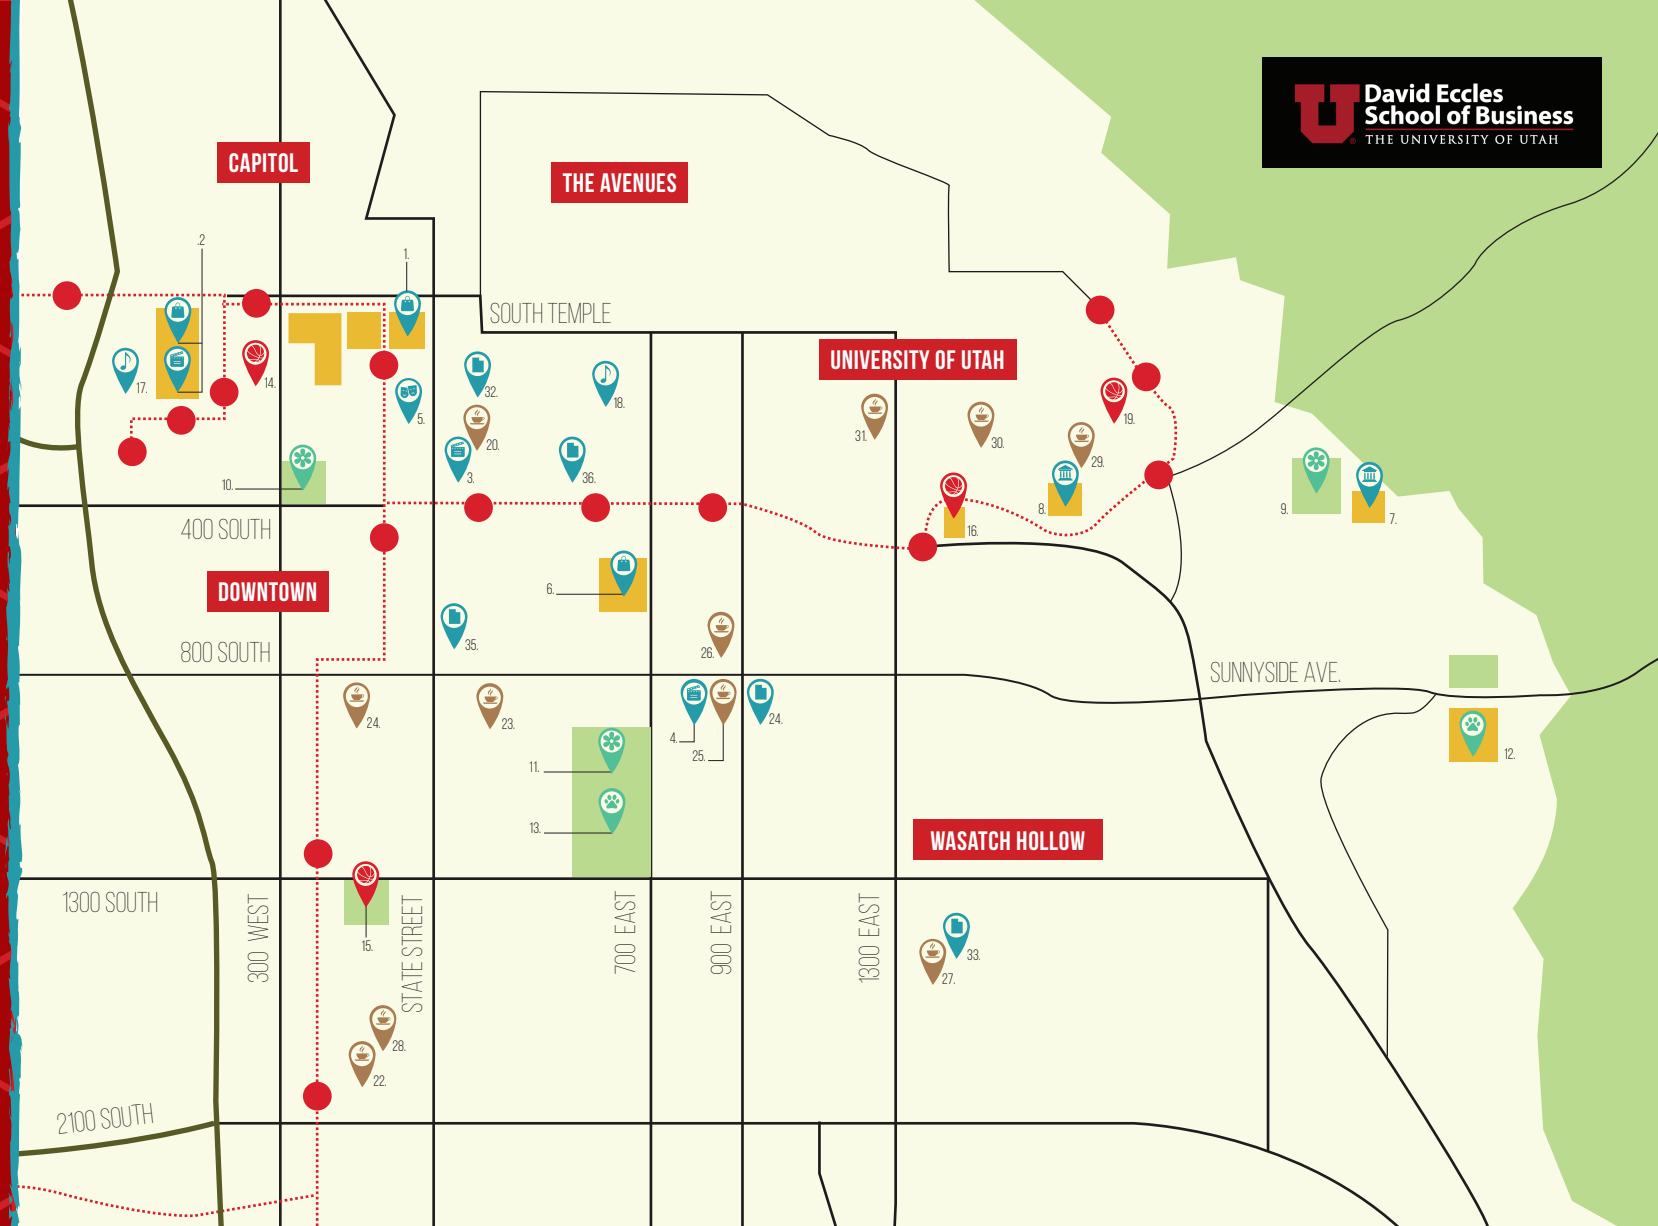 David Eccles
School of Business
THE UNIVERSITY OF UTAH
CAPITOL
THE AVENUES
.2
1.
SOUTH TEMPLE
UNIVERSITY OF UTAH
17.
14.
5.
32.
18.
20.
3.
36.
31.
30.
29.
19.
10.
8.
16.
9.
7.
400 SOUTH
DOWNTOWN
6.
35.
26.
800 SOUTH
SUNNYSIDE AVE.
24.
23.
4.
25.
24.
12.
11.
13.
WASATCH HOLLOW
1300 SOUTH
300 WEST
15.
STATE STREET
700 EAST
900 EAST
1300 EAST
33.
27.
28.
22.
2100 SOUTH